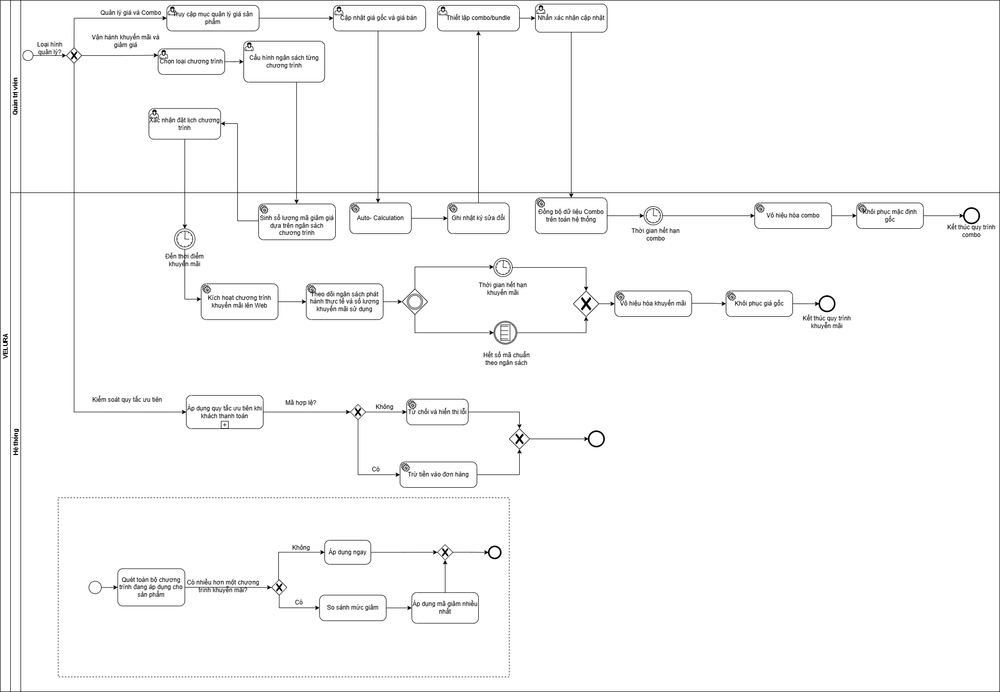 VELURA
Quản trị viên
Hệ thống
Loại hình
quản lý?
Quản lý giá và Combo
Truy cập mục quản lý giá sản
phẩm
Cập nhật giá gốc và giá bán
Thiết lập combo/bundle
Nhấn xác nhận cập nhật
Vận hành khuyến mãi và
giảm giá
Chọn loại chương trình
Cấu hình ngân sách từng
chương trình
Xác nhận đặt lịch chương
trình
Sinh số lượng mã giảm giá
dựa trên ngân sách
chương trình
Auto- Calculation
Ghi nhật ký sửa đổi
Đồng bộ dữ liệu Combo
trên toàn hệ thống
Thời gian hết hạn
combo
Vô hiệu hóa combo
Khôi phục mặc định
gốc
Kết thúc quy trình
combo
Đến thời điểm
khuyến mãi
Kích hoạt chương trình
khuyến mãi lên Web
Theo dõi ngân sách phát
hành thực tế và số lượng
khuyến mãi sử dụng
Thời gian hết hạn
khuyến mãi
Hết số mã chuẩn
theo ngân sách
Vô hiệu hóa khuyến mãi
Khôi phục giá gốc
Kết thúc quy trình
khuyễn mãi
Kiểm soát quy tắc ưu tiên
Áp dụng quy tắc ưu tiên khi
khách thanh toán
Mã hợp lệ?
Không
Từ chối và hiển thị lỗi
Có
Trừ tiền vào đơn hàng
Quét toàn bộ chương
trình đang áp dụng cho
sản phẩm
Có nhiều hơn một chương
trình khuyến mãi?
Không
Áp dụng ngay
Có
So sánh mức giảm
Áp dụng mã giảm nhiều
nhất